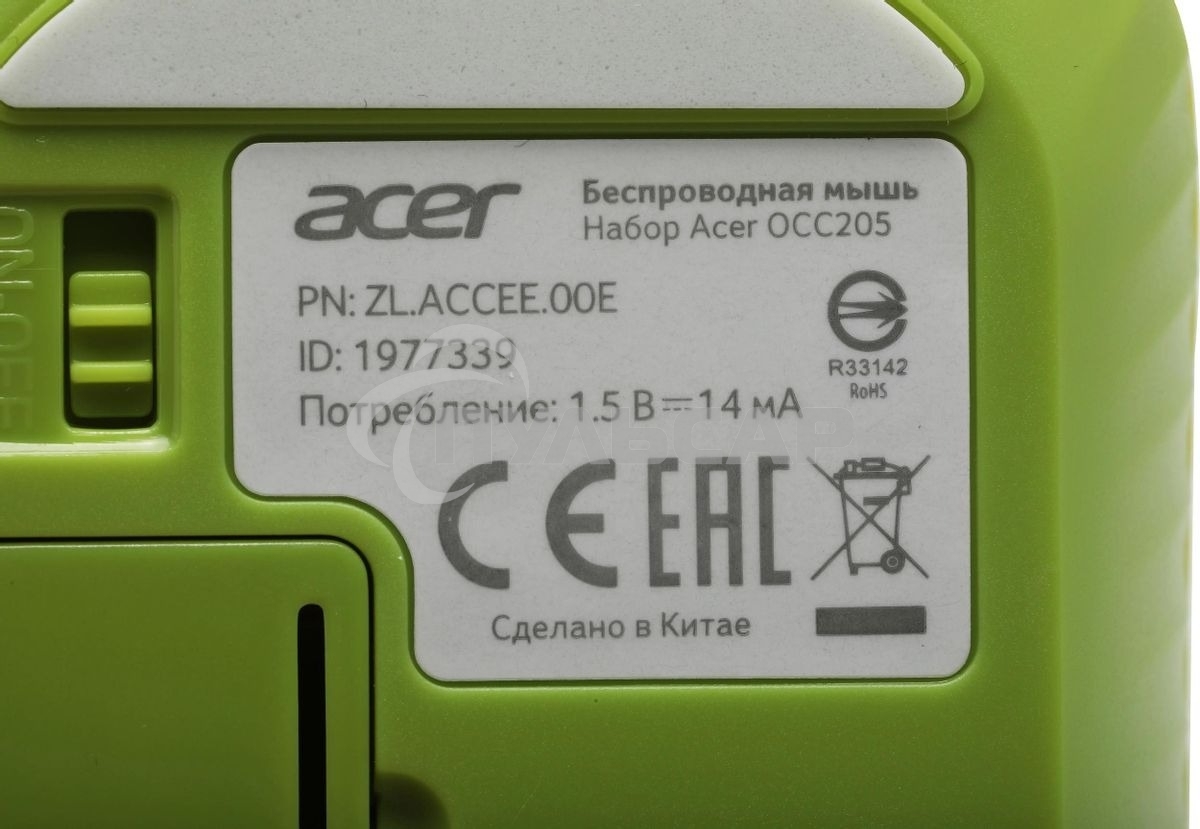 acer
Беспроводная мышь
Набор Acer OCC205
PN: ZL.ACCEE.00E
ID: 1977339
Потребление: 1.5 В⎓14 мА
R33142
RoHS
CE EAC
Сделано в Китае
ON-OFF
ПУЛЬСАР